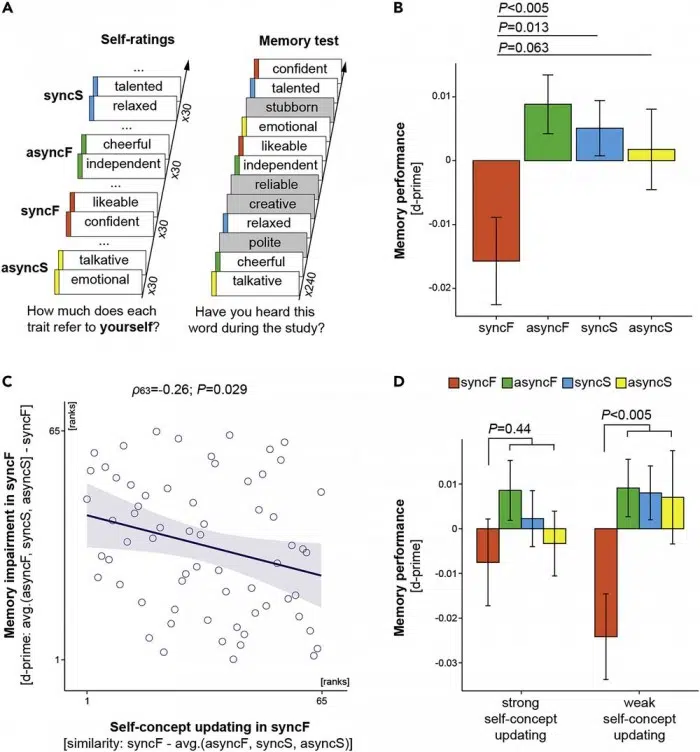 A
Self-ratings
...
talented
relaxed
syncS
x30
...
cheerful
independent
asyncF
x30
...
likeable
confident
syncF
x30
...
talkative
emotional
asyncS
x30
How much does each
trait refer to yourself?
Memory test
confident
talented
stubborn
emotional
likeable
independent
reliable
creative
relaxed
polite
cheerful
talkative
x240
Have you heard this
word during the study?
B
P<0.005
P=0.013
P=0.063
Memory performance
[d-prime]
0.01
0
-0.01
-0.02
syncF asyncF syncS asyncS
C
ρ63=-0.26; P=0.029
[ranks]
65
1
Memory impairment in syncF
[d-prime: avg.(asyncF, syncS, asyncS) - syncF]
[ranks]
1 65
Self-concept updating in syncF
[similarity: syncF - avg.(asyncF, syncS, asyncS)]
D
syncF asyncF syncS asyncS
P=0.44
P<0.005
Memory performance
[d-prime]
0.01
0
-0.01
-0.02
-0.03
strong
self-concept
updating
weak
self-concept
updating